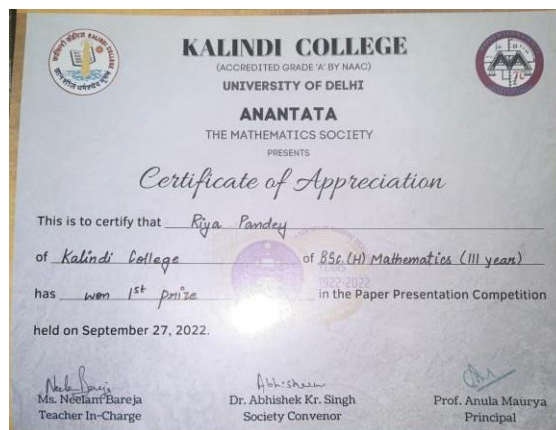 KALINDI COLLEGE
(ACCREDITED GRADE 'A' BY NAAC)
UNIVERSITY OF DELHI
ANANTATA
THE MATHEMATICS SOCIETY
PRESENTS
Certificate of Appreciation
This is to certify that Riya Pandey
of Kalindi College of BSc. (H) Mathematics (III year)
YEARS
1922-2022
has won 1st prize in the Paper Presentation Competition
held on September 27, 2022.
Ms. Neelam Bareja Dr. Abhishek Kr. Singh Prof. Anula Maurya
Teacher In-Charge Society Convenor Principal